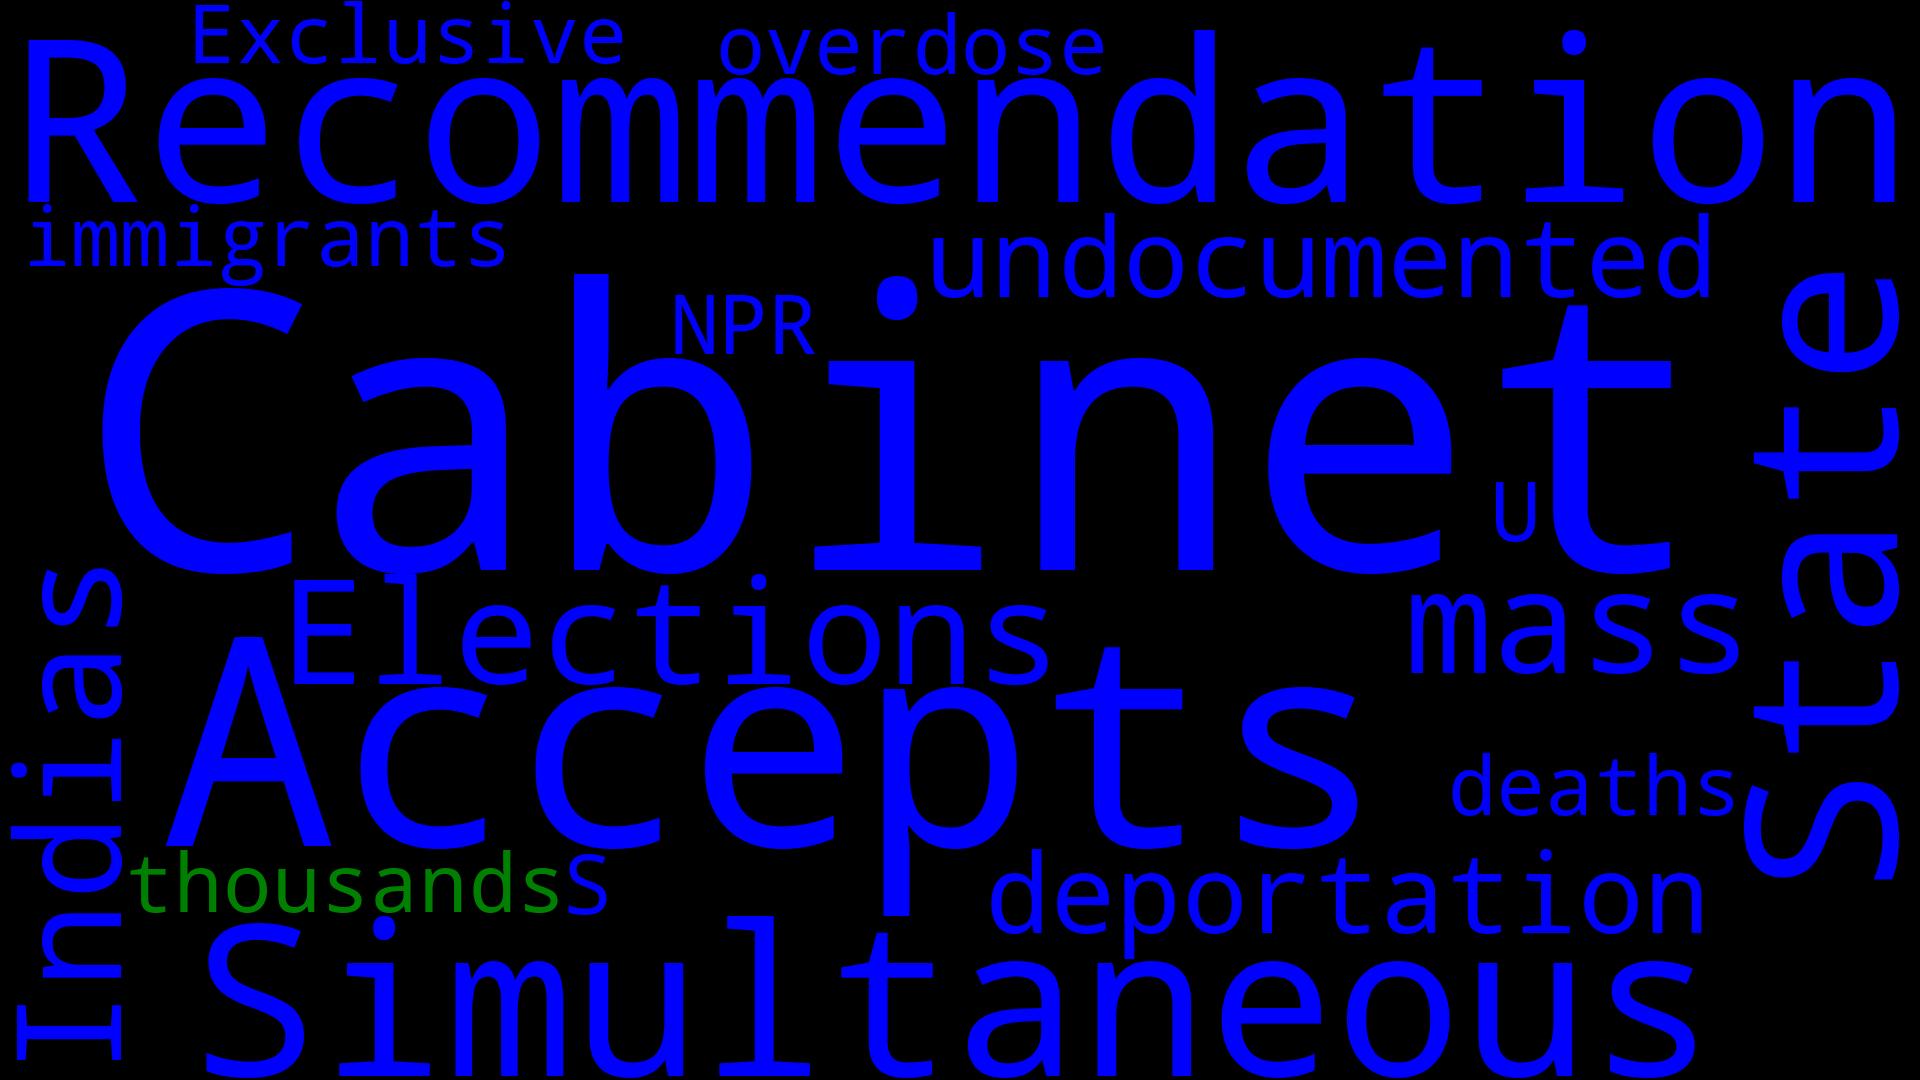 Exclusive
overdose
Recommendation
immigrants
undocumented
NPR
Cabinet
State
U
Elections
mass
Indias
Accepts
deaths
thousands
S
deportation
Simultaneous